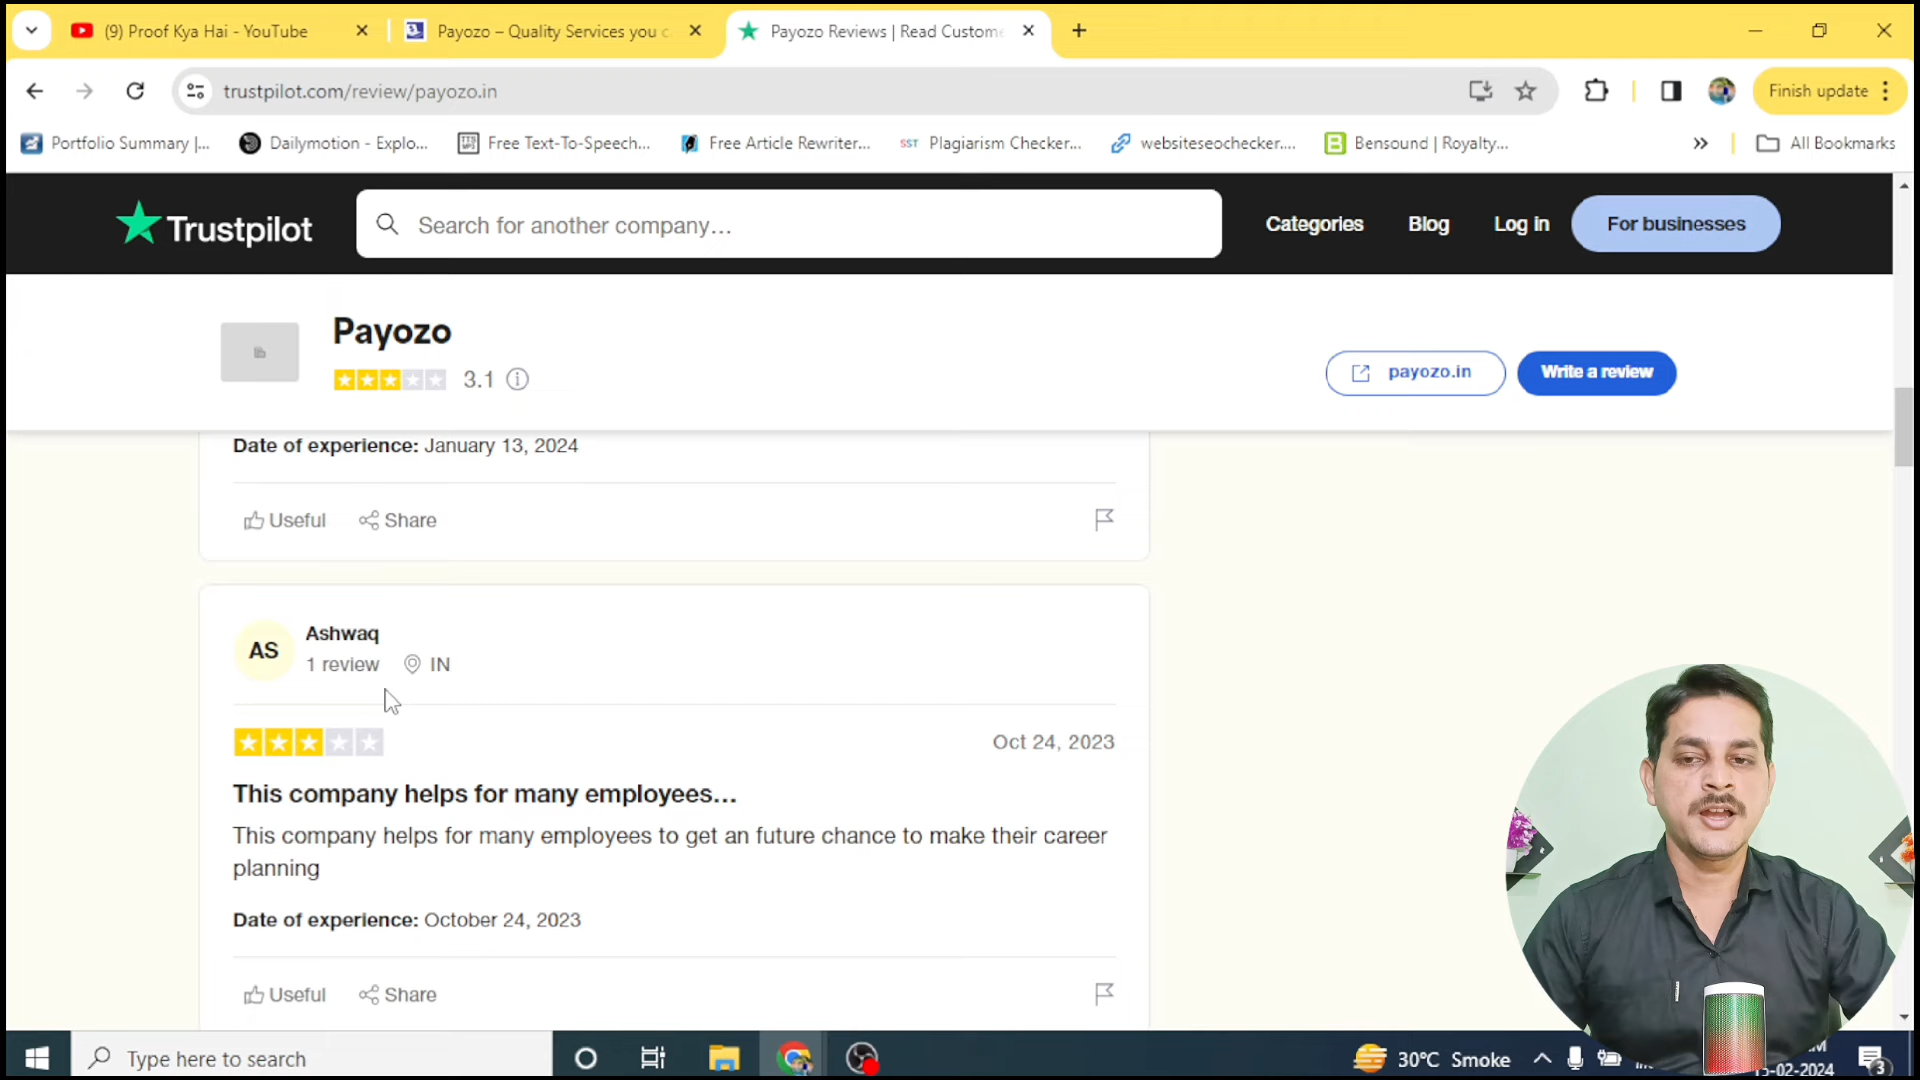 (9) Proof Kya Hai - YouTube
Payozo – Quality Services you c
Payozo Reviews | Read Custome
trustpilot.com/review/payozo.in
Finish update
Portfolio Summary |...
Dailymotion - Explo...
Free Text-To-Speech...
Free Article Rewriter...
SST Plagiarism Checker...
websiteseochecker....
B Bensound | Royalty...
All Bookmarks
Trustpilot
Search for another company...
Categories
Blog
Log in
For businesses
Payozo
3.1
payozo.in
Write a review
Date of experience: January 13, 2024
Useful
Share
AS
Ashwaq
1 review
IN
Oct 24, 2023
This company helps for many employees...
This company helps for many employees to get an future chance to make their career
planning
Date of experience: October 24, 2023
Useful
Share
Type here to search
30°C Smoke
5-02-2024
3